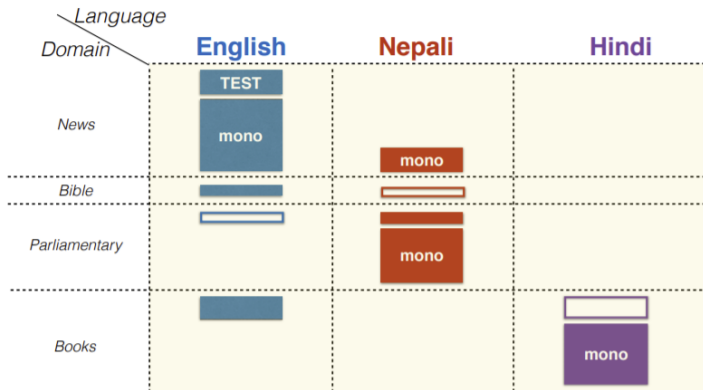 Language
Domain
English Nepali Hindi
TEST
News
mono
mono
Bible
Parliamentary
mono
Books
mono